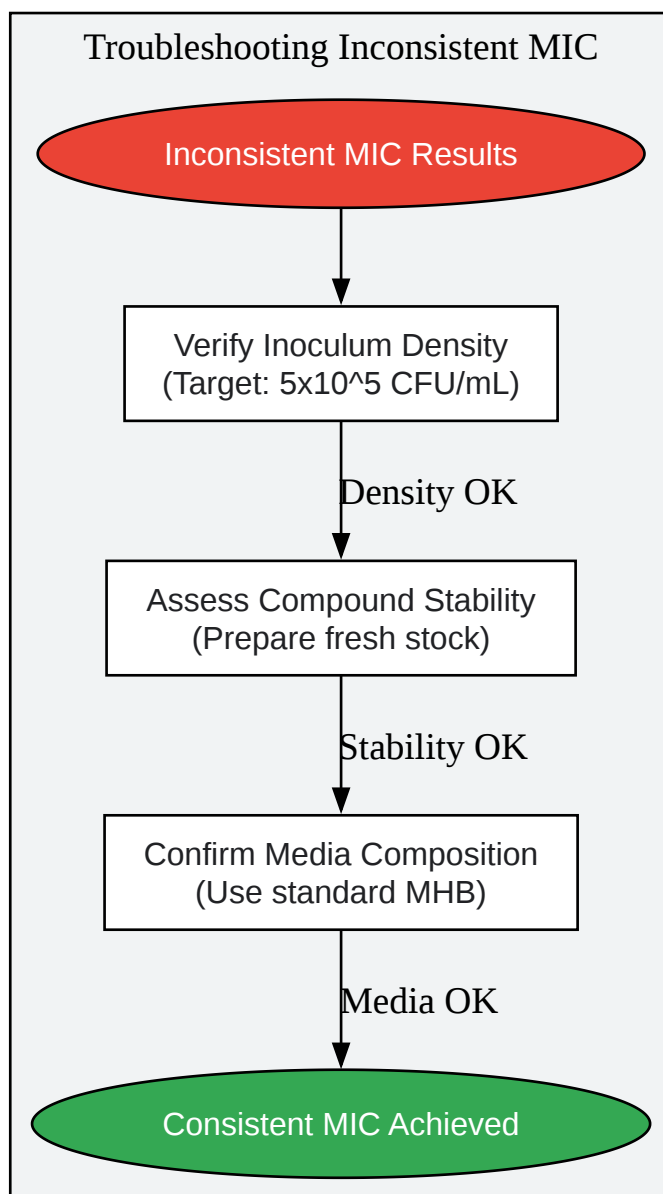 Troubleshooting Inconsistent MIC
Inconsistent MIC Results
Verify Inoculum Density
(Target: 5x10^5 CFU/mL)
Density OK
Assess Compound Stability
(Prepare fresh stock)
Stability OK
Confirm Media Composition
(Use standard MHB)
Media OK
Consistent MIC Achieved